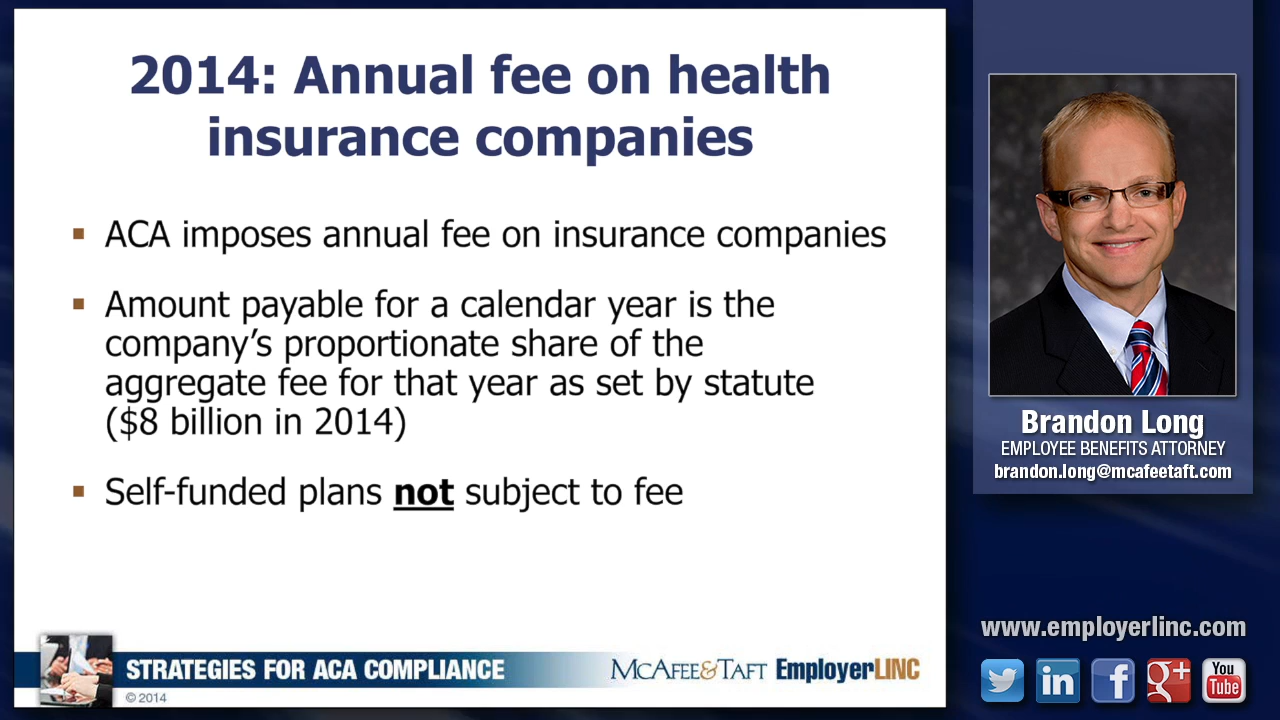 2014: Annual fee on health
insurance companies
ACA imposes annual fee on insurance companies
Amount payable for a calendar year is the
company’s proportionate share of the
aggregate fee for that year as set by statute
($8 billion in 2014)
Self-funded plans not subject to fee
STRATEGIES FOR ACA COMPLIANCE
MCAFEE&TAFT EmployerLINC
© 2014
Brandon Long
EMPLOYEE BENEFITS ATTORNEY
brandon.long@mcafeetaft.com
www.employerlinc.com
in
f
g+
You
Tube